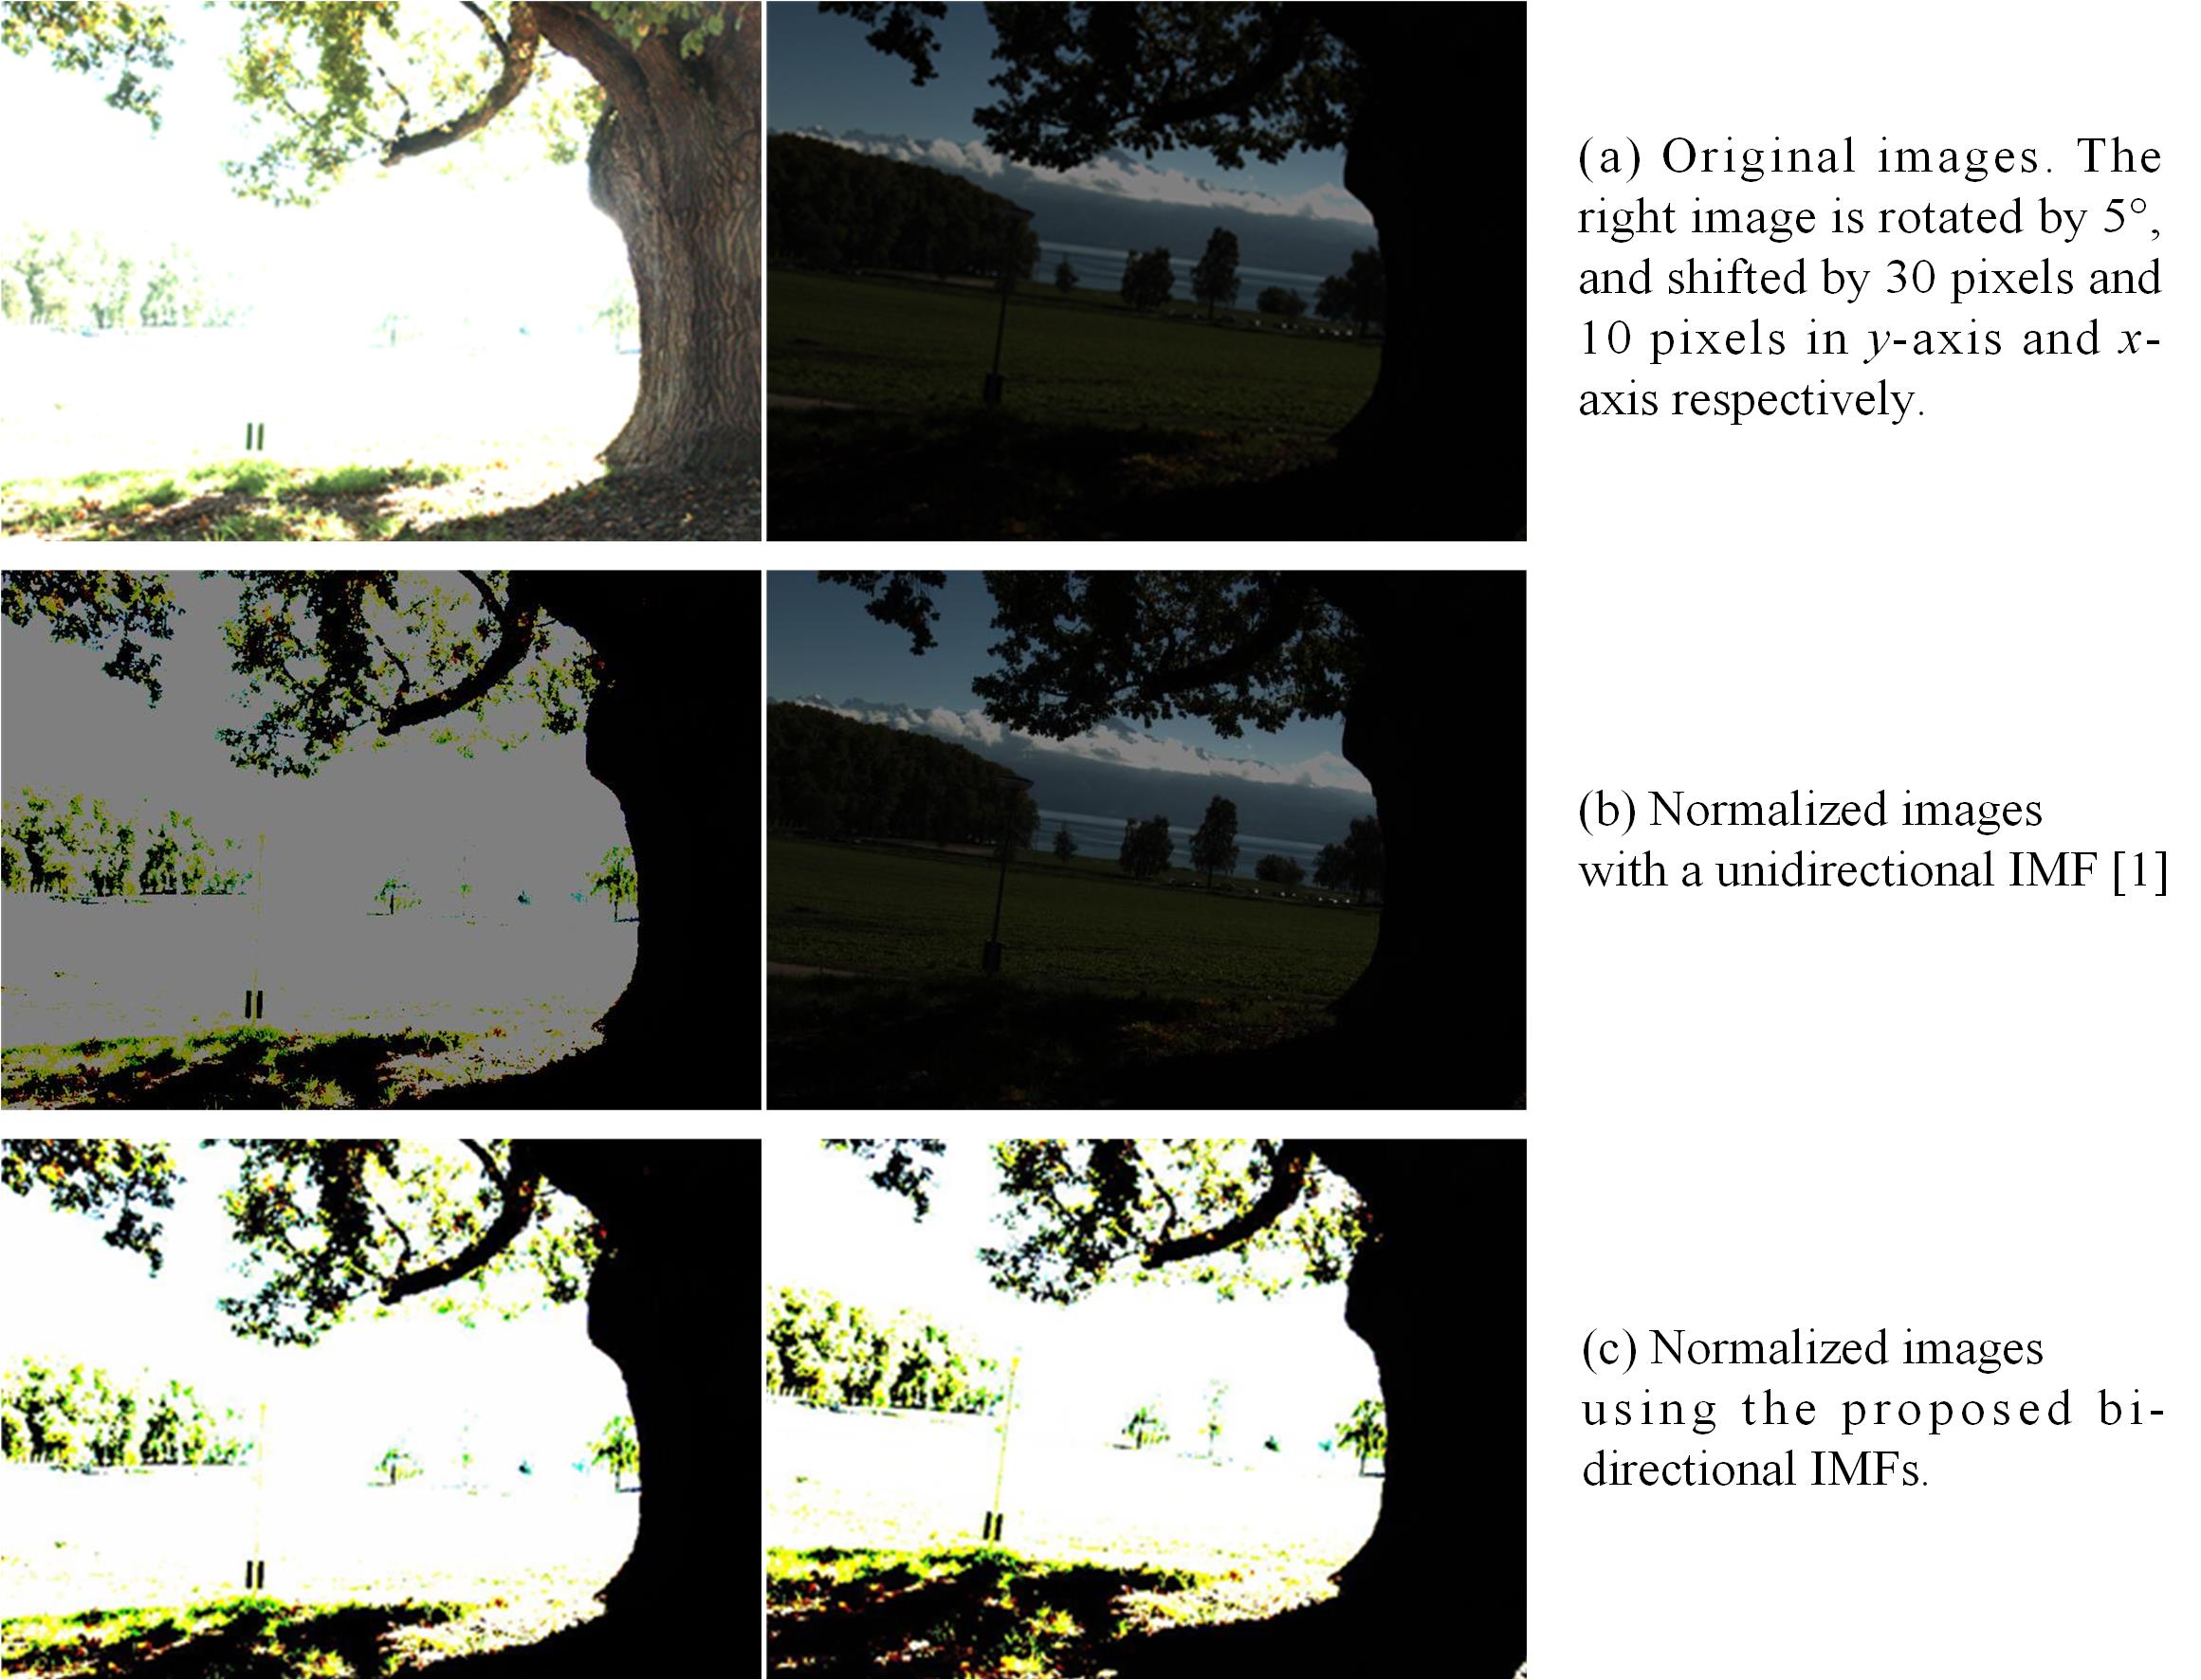 (a) Original images. The
right image is rotated by 5°,
and shifted by 30 pixels and
10 pixels in y-axis and x-
axis respectively.
(b) Normalized images
with a unidirectional IMF [1]
(c) Normalized images
using the proposed bi-
directional IMFs.